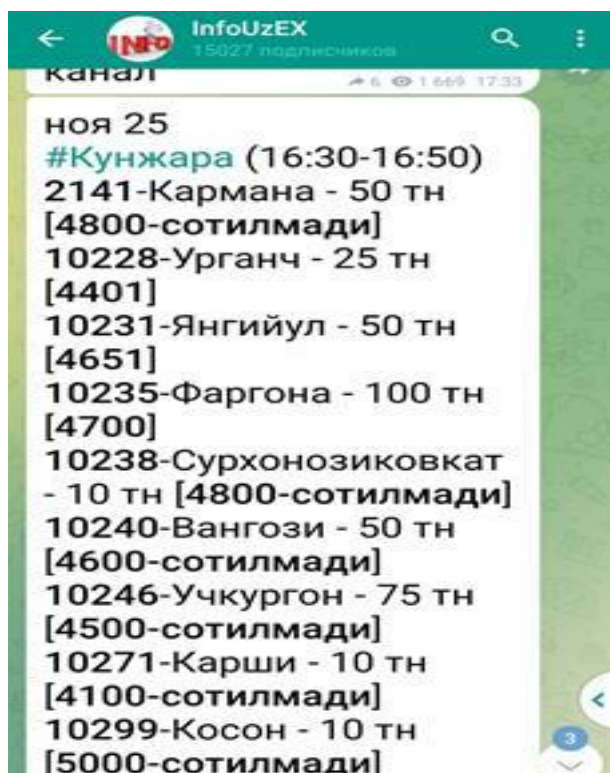 InfoUzEX
INFO
15027 подписчиков
канал
6 1 669 17:33
ноя 25
#Кунжара (16:30-16:50)
2141-Кармана - 50 тн
[4800-сотилмади]
10228-Урганч - 25 тн
[4401]
10231-Янгийул - 50 тн
[4651]
10235-Фаргона - 100 тн
[4700]
10238-Сурхонозиковкат
- 10 тн [4800-сотилмади]
10240-Вангози - 50 тн
[4600-сотилмади]
10246-Учкургон - 75 тн
[4500-сотилмади]
10271-Карши - 10 тн
[4100-сотилмади]
10299-Косон - 10 тн
[5000-сотилмади]
3